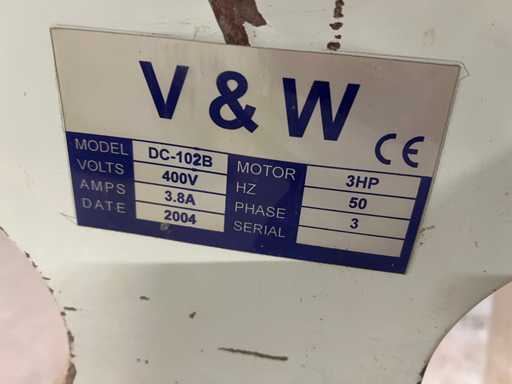 V & W
CE
MODEL DC-102B MOTOR 3HP
VOLTS 400V HZ 50
AMPS 3.8A PHASE 3
DATE 2004 SERIAL